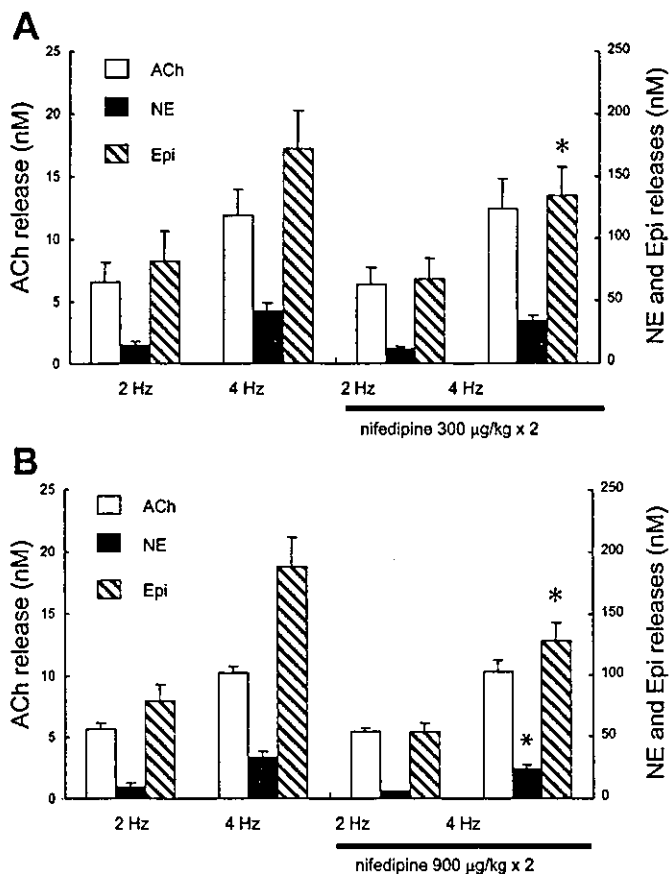 A
25
20
15
10
5
0
ACh release (nM)
ACh
NE
Epi
*
250
200
150
100
50
0
NE and Epi releases (nM)
2 Hz 4 Hz 2 Hz 4 Hz
nifedipine 300 µg/kg x 2
B
25
20
15
10
5
0
ACh release (nM)
ACh
NE
Epi
*
*
250
200
150
100
50
0
NE and Epi releases (nM)
2 Hz 4 Hz 2 Hz 4 Hz
nifedipine 900 µg/kg x 2